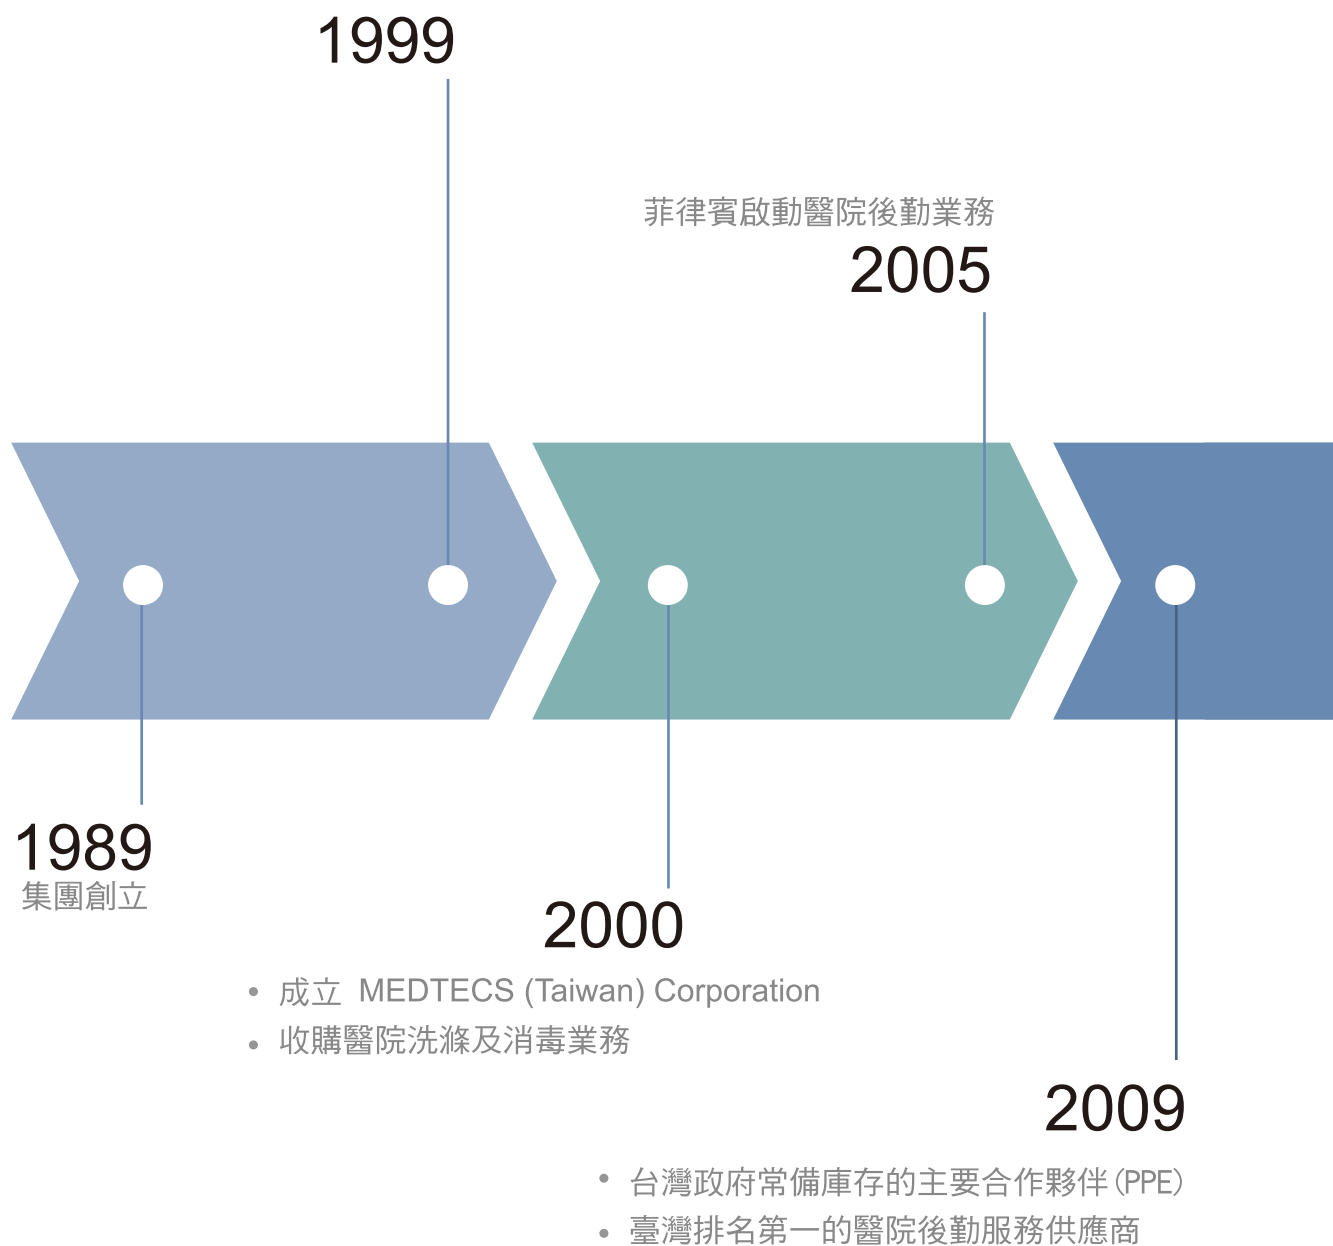 1999
菲律賓啟動醫院後勤業務
2005
1989
集團創立
2000
• 成立 MEDTECS (Taiwan) Corporation
• 收購醫院洗滌及消毒業務
2009
• 台灣政府常備庫存的主要合作夥伴(PPE)
• 臺灣排名第一的醫院後勤服務供應商